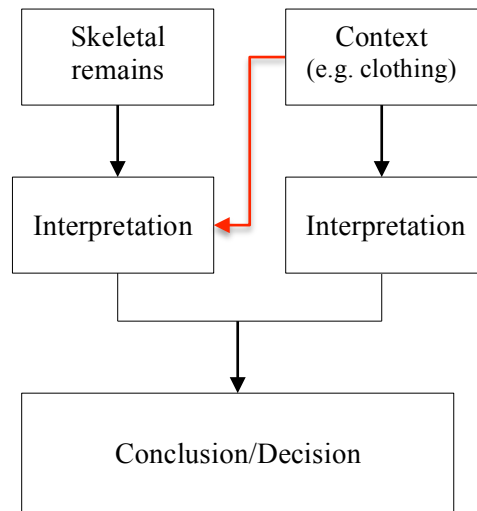 Skeletal
remains
Context
(e.g. clothing)
Interpretation
Interpretation
Conclusion/Decision